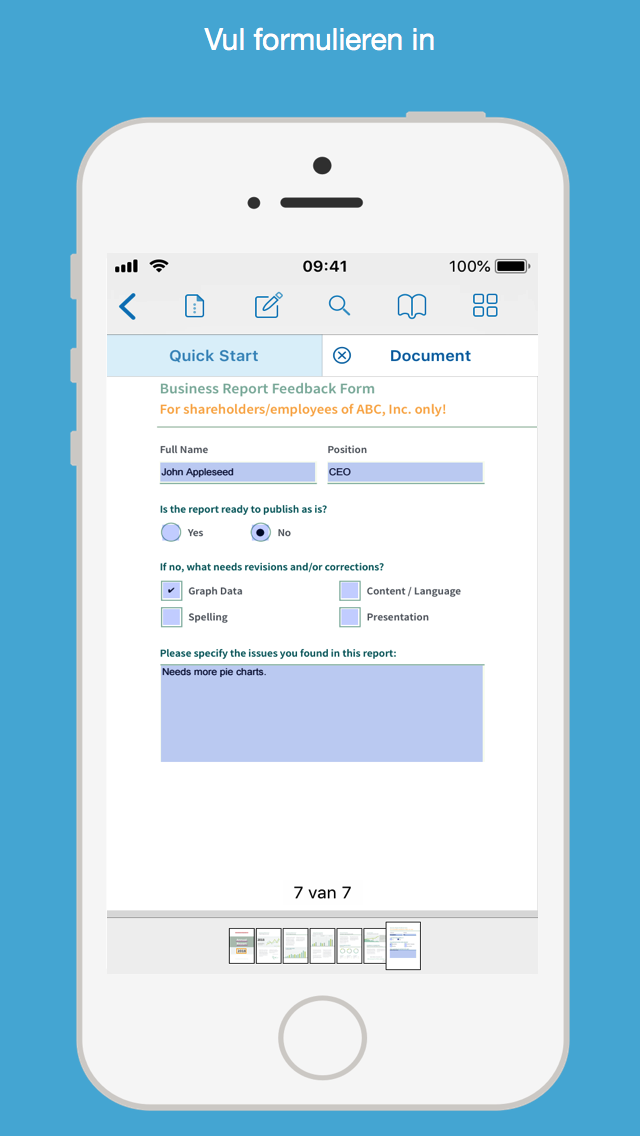 Vul formulieren in
09:41
100%
Quick Start
Document
Business Report Feedback Form
For shareholders/employees of ABC, Inc. only!
Full Name Position
John Appleseed CEO
Is the report ready to publish as is?
Yes No
If no, what needs revisions and/or corrections?
Graph Data Content / Language
Spelling Presentation
Please specify the issues you found in this report:
Needs more pie charts.
7 van 7